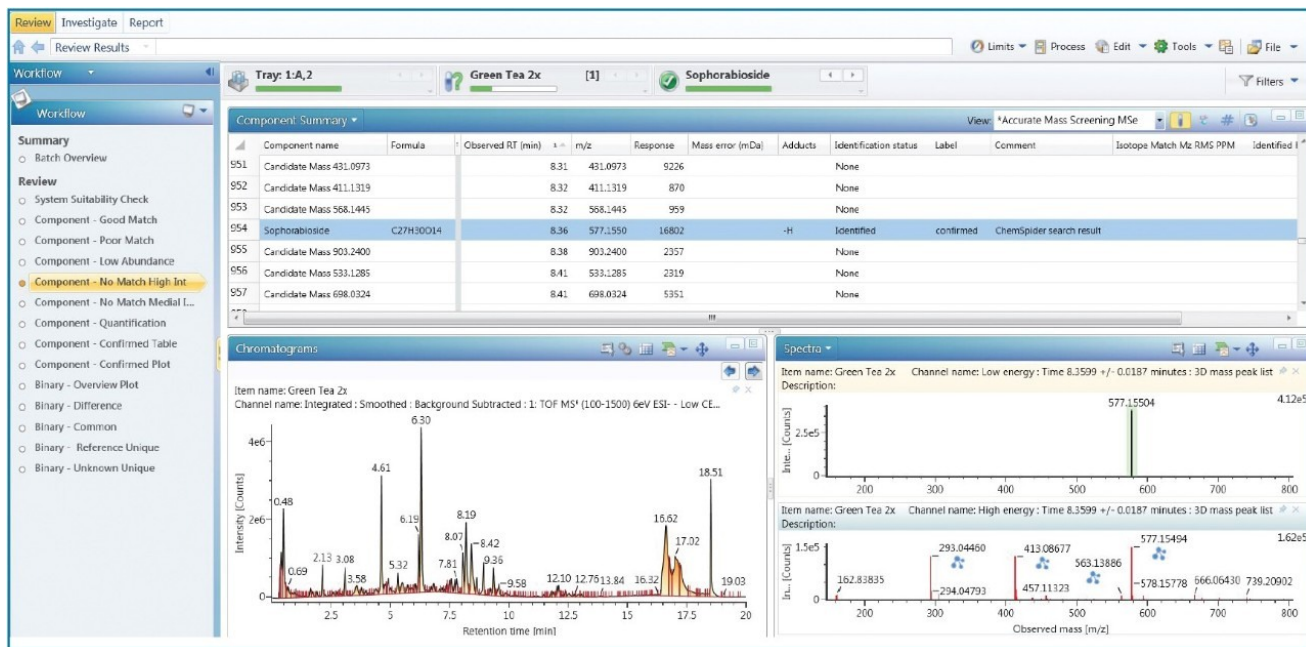 Review Investigate Report
Review Results
Limits Process Edit Tools File
Workflow
Tray: 1:A,2 Green Tea 2x [1] Sophorabioside
Filters
Workflow
Summary
Batch Overview
Review
System Suitability Check
Component - Good Match
Component - Poor Match
Component - Low Abundance
Component - No Match High Int
Component - No Match Medial I...
Component - Quantification
Component - Confirmed Table
Component - Confirmed Plot
Binary - Overview Plot
Binary - Difference
Binary - Common
Binary - Reference Unique
Binary - Unknown Unique
Component Summary View: *Accurate Mass Screening MSe
Component name Formula Observed RT (min) m/z Response Mass error (mDa) Adducts Identification status Label Comment Isotope Match Mz RMS PPM Identified
951 Candidate Mass 431.0973 8.31 431.0973 9226 None
952 Candidate Mass 411.1319 8.32 411.1319 870 None
953 Candidate Mass 568.1445 8.32 568.1445 959 None
954 Sophorabioside C27H30O14 8.36 577.1550 16802 -H Identified confirmed ChemSpider search result
955 Candidate Mass 903.2400 8.38 903.2400 2357 None
956 Candidate Mass 533.1285 8.41 533.1285 2319 None
957 Candidate Mass 698.0324 8.41 698.0324 5351 None
Chromatograms
Item name: Green Tea 2x
Channel name: Integrated : Smoothed : Background Subtracted : 1: TOF MSᴱ (100-1500) 6eV ESI- - Low CE...
Intensity [Counts]
4e6
2e6
0
0.48
0.69
2.13
3.08
3.58
4.61
5.32
6.19
6.30
7.81
8.07
8.19
8.42
9.36
9.58
12.10
12.76
13.84
16.32
16.62
17.02
18.51
19.03
2.5 5 7.5 10 12.5 15 17.5 20
Retention time [min]
Spectra
Item name: Green Tea 2x Channel name: Low energy : Time 8.3599 +/- 0.0187 minutes : 3D mass peak list
Description:
577.15504
4.12e5
Inte... [Counts]
2.5e5
0
200 300 400 500 600 700 800
Item name: Green Tea 2x Channel name: High energy : Time 8.3599 +/- 0.0187 minutes : 3D mass peak list
Description:
1.62e5
In... [Counts]
1.5e5
0
162.83835
293.04460
294.04793
413.08677
457.11323
563.13886
577.15494
578.15778
666.06430
739.20902
200 300 400 500 600 700 800
Observed mass [m/z]